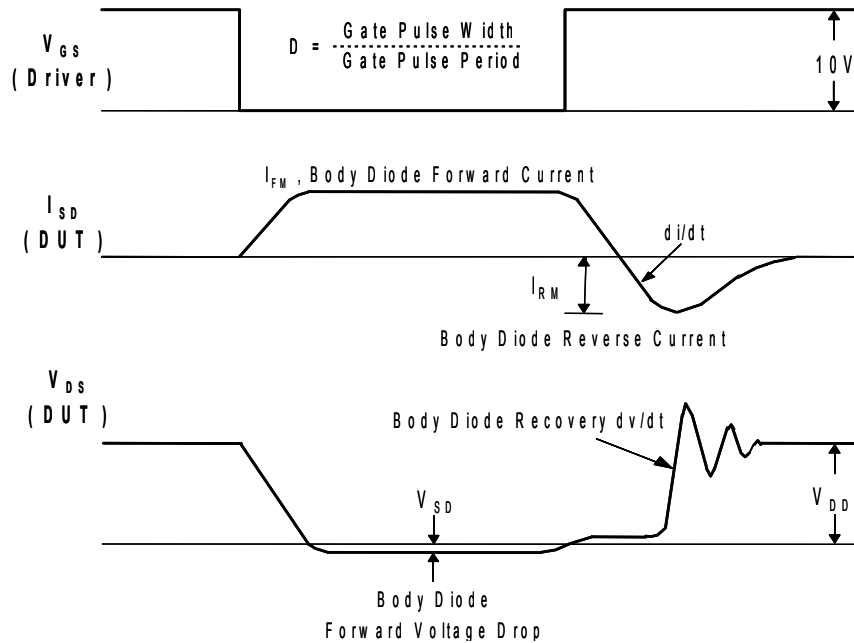 V GS
( Driver )
D = Gate Pulse Width
Gate Pulse Period
10V
I FM , Body Diode Forward Current
I SD
( DUT )
di/dt
I RM
Body Diode Reverse Current
V DS
( DUT )
Body Diode Recovery dv/dt
V SD
V DD
Body Diode
Forward Voltage Drop